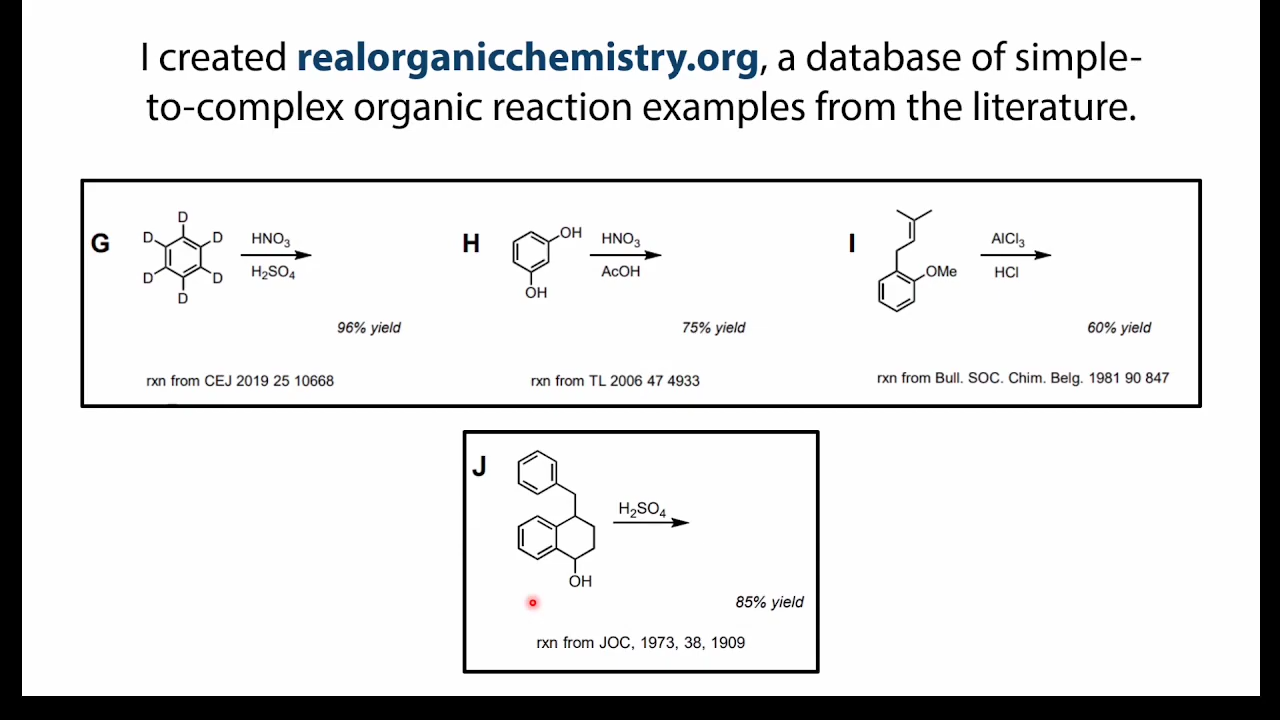 I created realorganicchemistry.org, a database of simple-
to-complex organic reaction examples from the literature.
G
D
D
D
D
D
D
HNO3
H2SO4
96% yield
rxn from CEJ 2019 25 10668
H
OH
OH
HNO3
AcOH
75% yield
rxn from TL 2006 47 4933
I
OMe
AlCl3
HCl
60% yield
rxn from Bull. SOC. Chim. Belg. 1981 90 847
J
OH
H2SO4
85% yield
rxn from JOC, 1973, 38, 1909